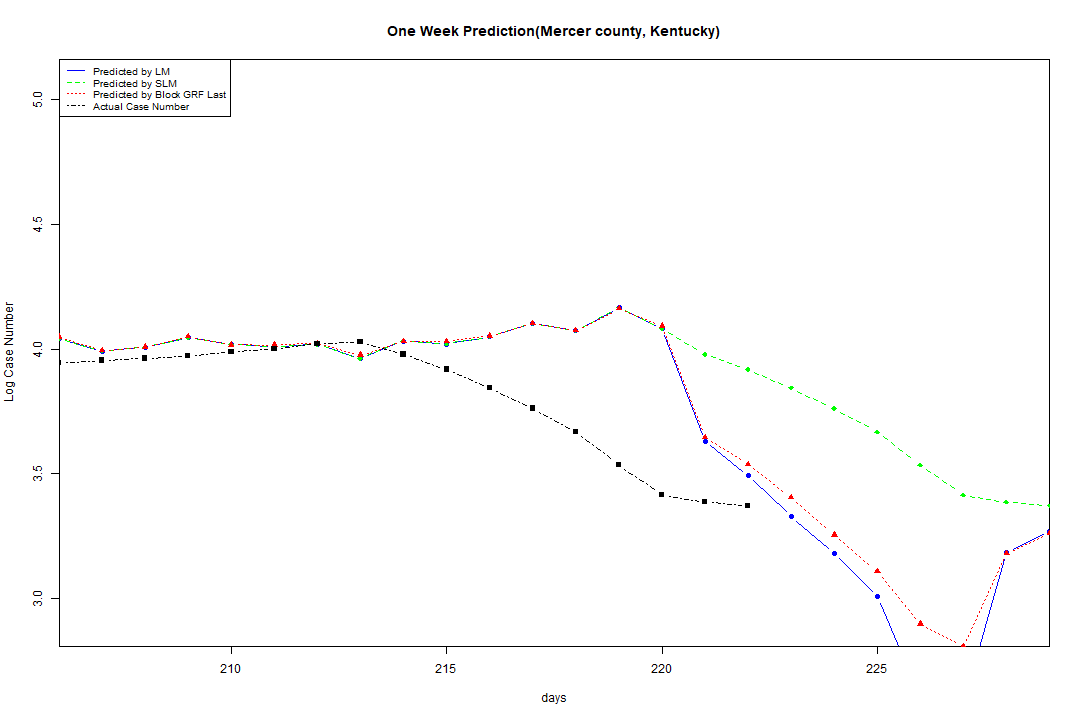 One Week Prediction(Mercer county, Kentucky)
Predicted by LM
Predicted by SLM
Predicted by Block GRF Last
Actual Case Number
5.0
4.5
4.0
3.5
3.0
Log Case Number
210
215
220
225
days